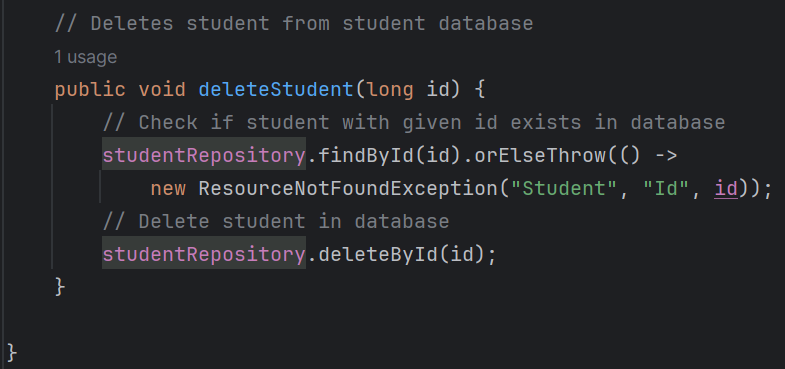 // Deletes student from student database
1 usage
public void deleteStudent(long id) {
// Check if student with given id exists in database
studentRepository.findById(id).orElseThrow(() ->
new ResourceNotFoundException("Student", "Id", id));
// Delete student in database
studentRepository.deleteById(id);
}
}